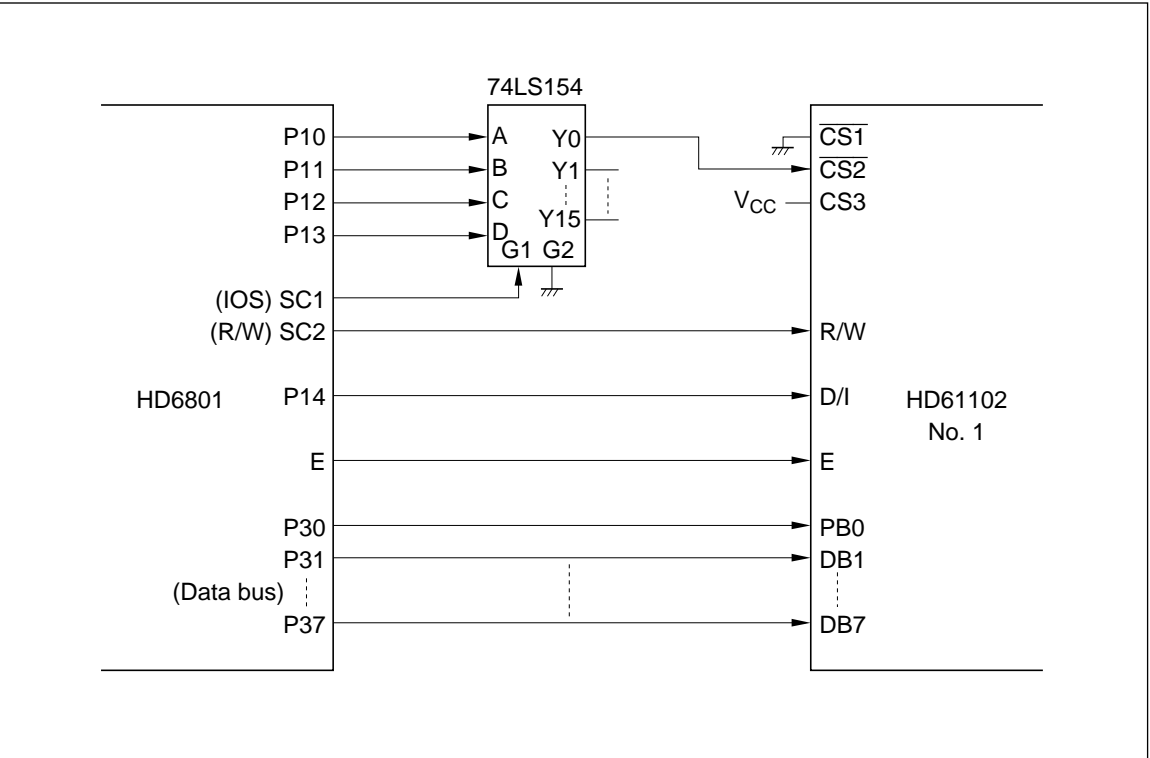 74LS154
P10
P11
P12
P13
A
B
C
D
Y0
Y1
Y15
G1 G2
CS1
CS2
VCC
CS3
(IOS) SC1
(R/W) SC2
R/W
HD6801
P14
D/I
HD61102
No. 1
E
E
P30
PB0
P31
DB1
(Data bus)
P37
DB7